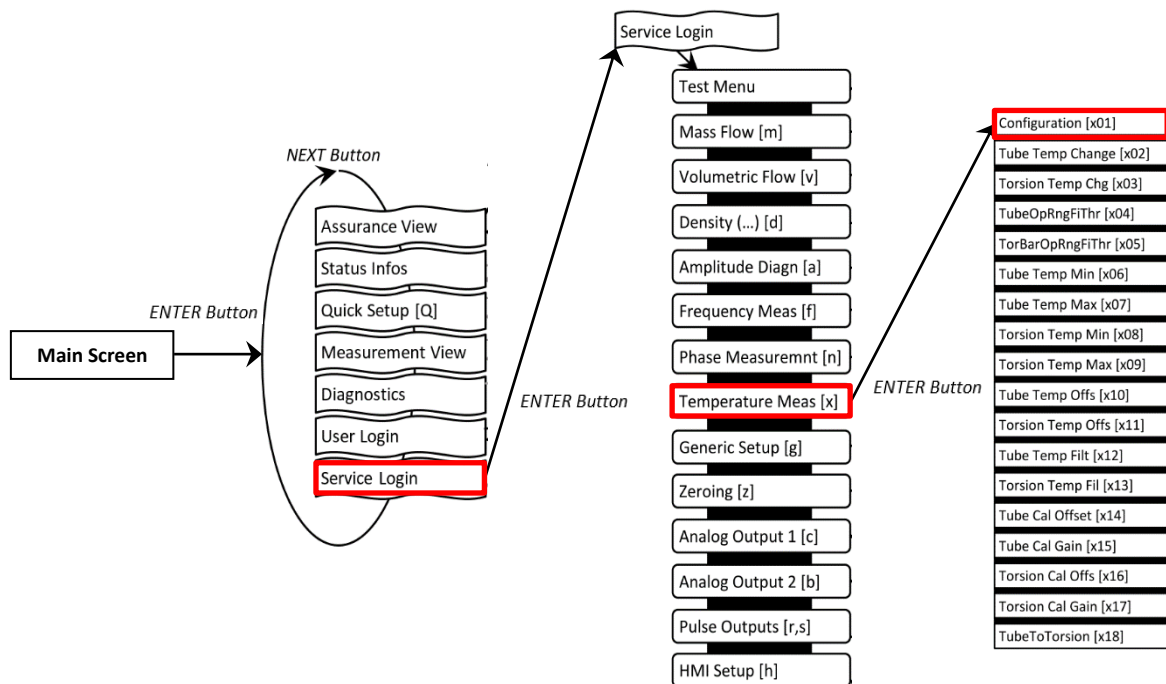 Service Login
Test Menu
Mass Flow [m]
Volumetric Flow [v]
Density (...) [d]
Amplitude Diagn [a]
Frequency Meas [f]
Phase Measuremnt [n]
Temperature Meas [x]
Generic Setup [g]
Zeroing [z]
Analog Output 1 [c]
Analog Output 2 [b]
Pulse Outputs [r,s]
HMI Setup [h]
NEXT Button
Assurance View
Status Infos
Quick Setup [Q]
Measurement View
Diagnostics
User Login
Service Login
ENTER Button
Main Screen
ENTER Button
ENTER Button
Configuration [x01]
Tube Temp Change [x02]
Torsion Temp Chg [x03]
TubeOpRngFiThr [x04]
TorBarOpRngFiThr [x05]
Tube Temp Min [x06]
Tube Temp Max [x07]
Torsion Temp Min [x08]
Torsion Temp Max [x09]
Tube Temp Offs [x10]
Torsion Temp Offs [x11]
Tube Temp Filt [x12]
Torsion Temp Fil [x13]
Tube Cal Offset [x14]
Tube Cal Gain [x15]
Torsion Cal Offs [x16]
Torsion Cal Gain [x17]
TubeToTorsion [x18]